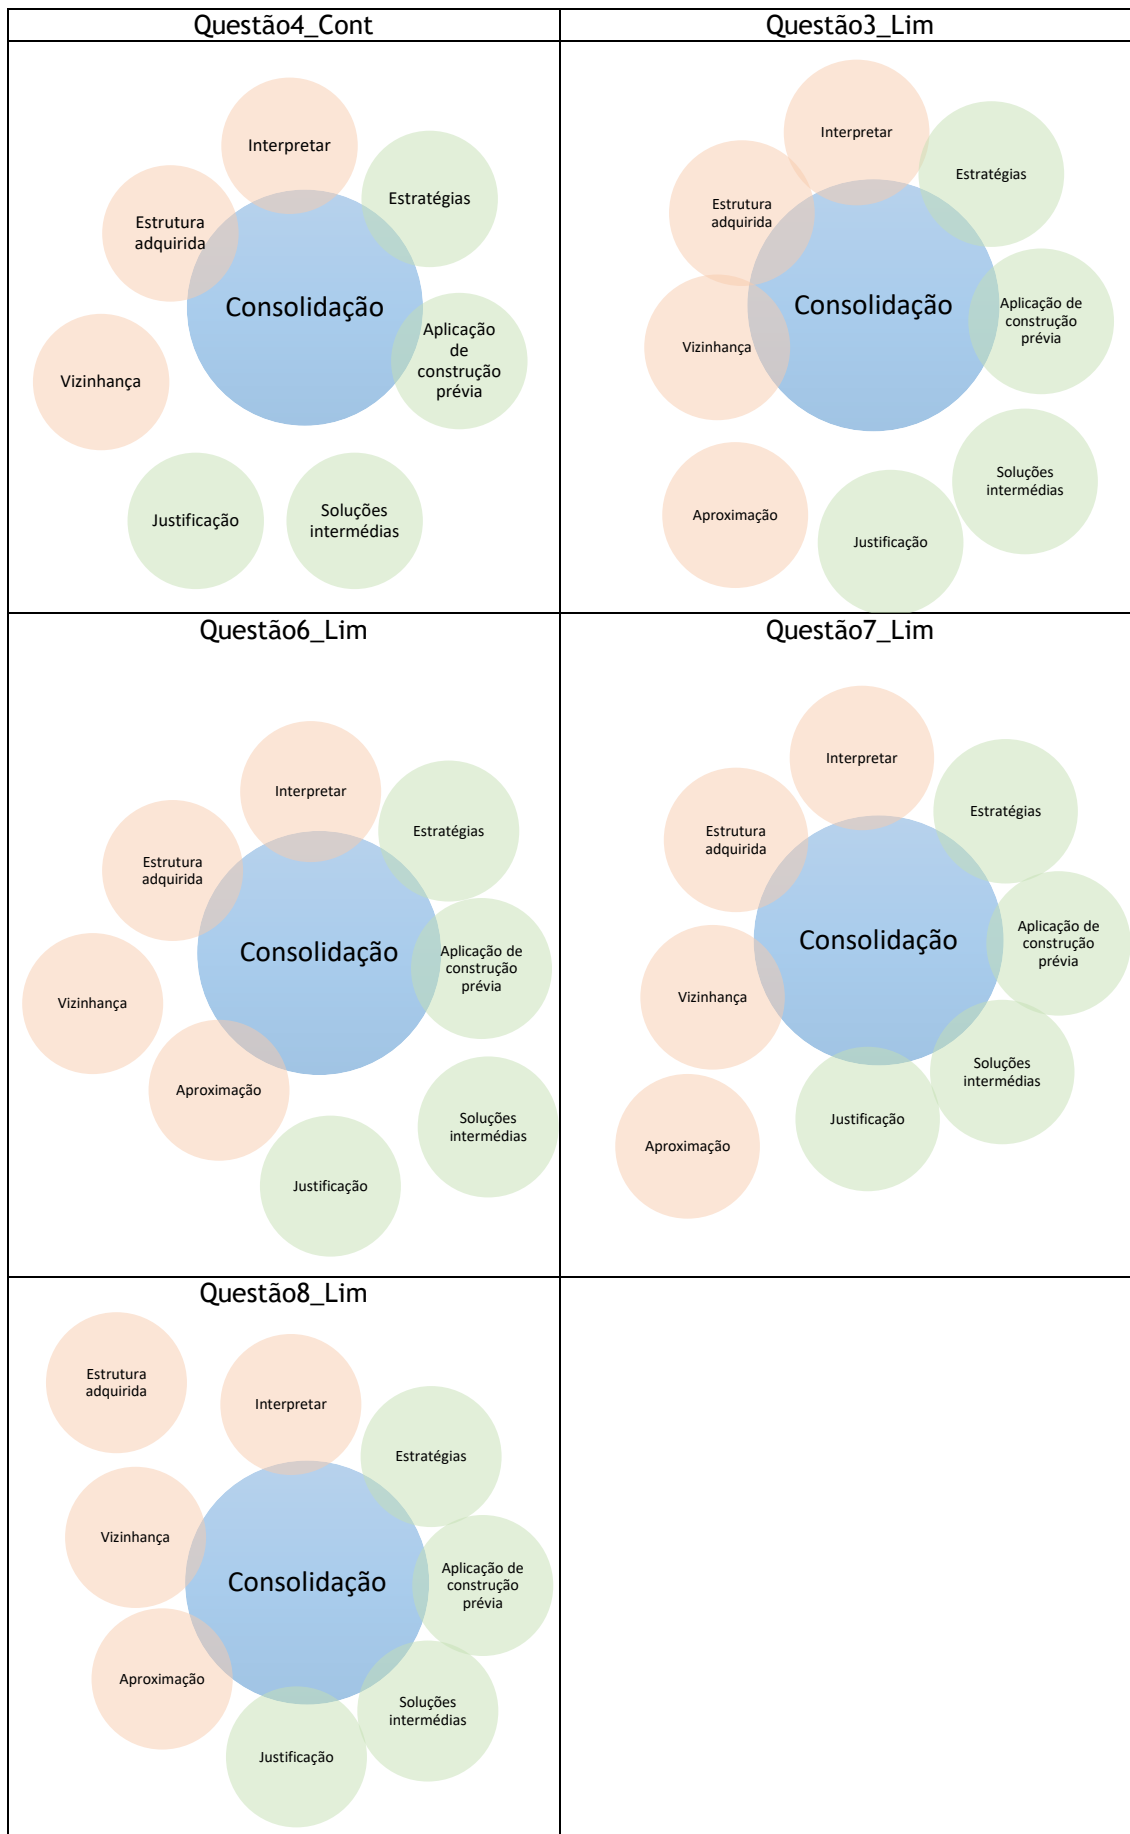 Questão4_Cont
Interpretar
Estratégias
Estrutura
adquirida
Consolidação
Aplicação
de
construção
prévia
Vizinhança
Justificação
Soluções
intermédias
Questão3_Lim
Interpretar
Estratégias
Estrutura
adquirida
Consolidação
Aplicação de
construção
prévia
Vizinhança
Soluções
intermédias
Aproximação
Justificação
Questão6_Lim
Interpretar
Estratégias
Estrutura
adquirida
Consolidação
Aplicação de
construção
prévia
Vizinhança
Aproximação
Soluções
intermédias
Justificação
Questão7_Lim
Interpretar
Estratégias
Estrutura
adquirida
Consolidação
Aplicação de
construção
prévia
Vizinhança
Soluções
intermédias
Justificação
Aproximação
Questão8_Lim
Estrutura
adquirida
Interpretar
Estratégias
Vizinhança
Consolidação
Aplicação de
construção
prévia
Aproximação
Soluções
intermédias
Justificação